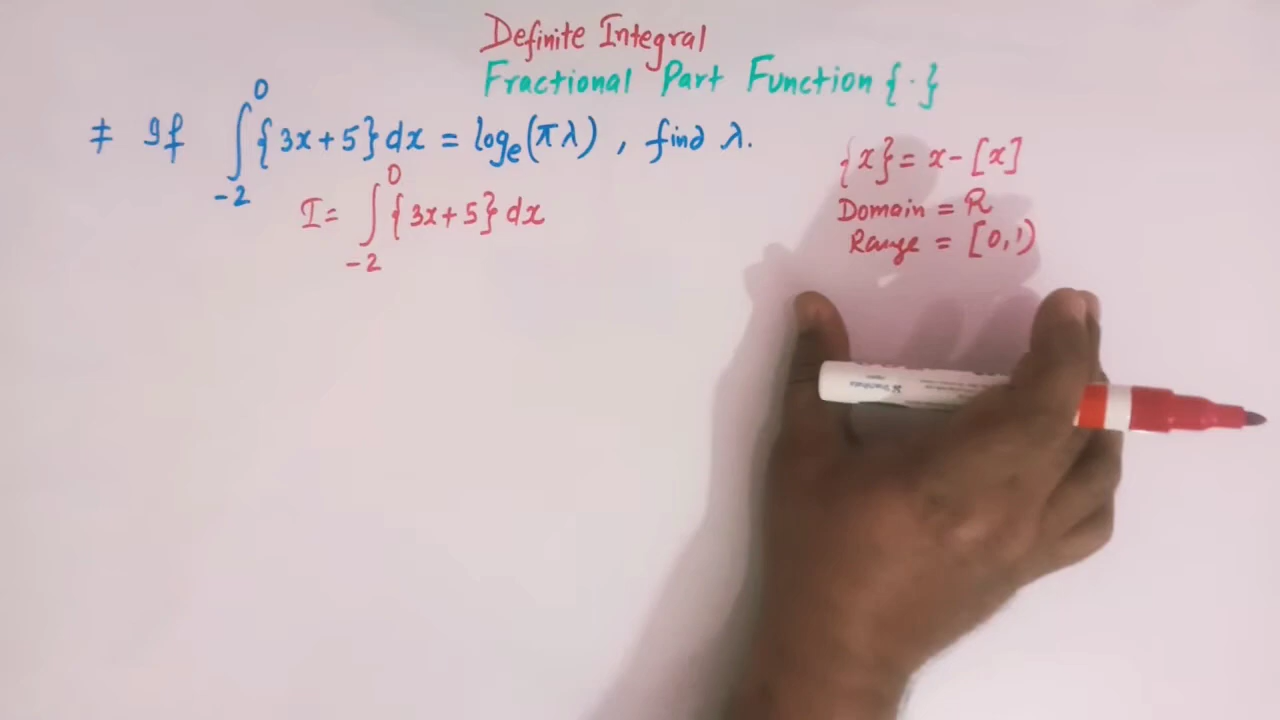 Definite Integral
Fractional Part Function {·}
# If ∫_{-2}^{0} {3x+5} dx = log_e(πλ), find λ.
I = ∫_{-2}^{0} {3x+5} dx
{x} = x - [x]
Domain = R
Range = [0,1)